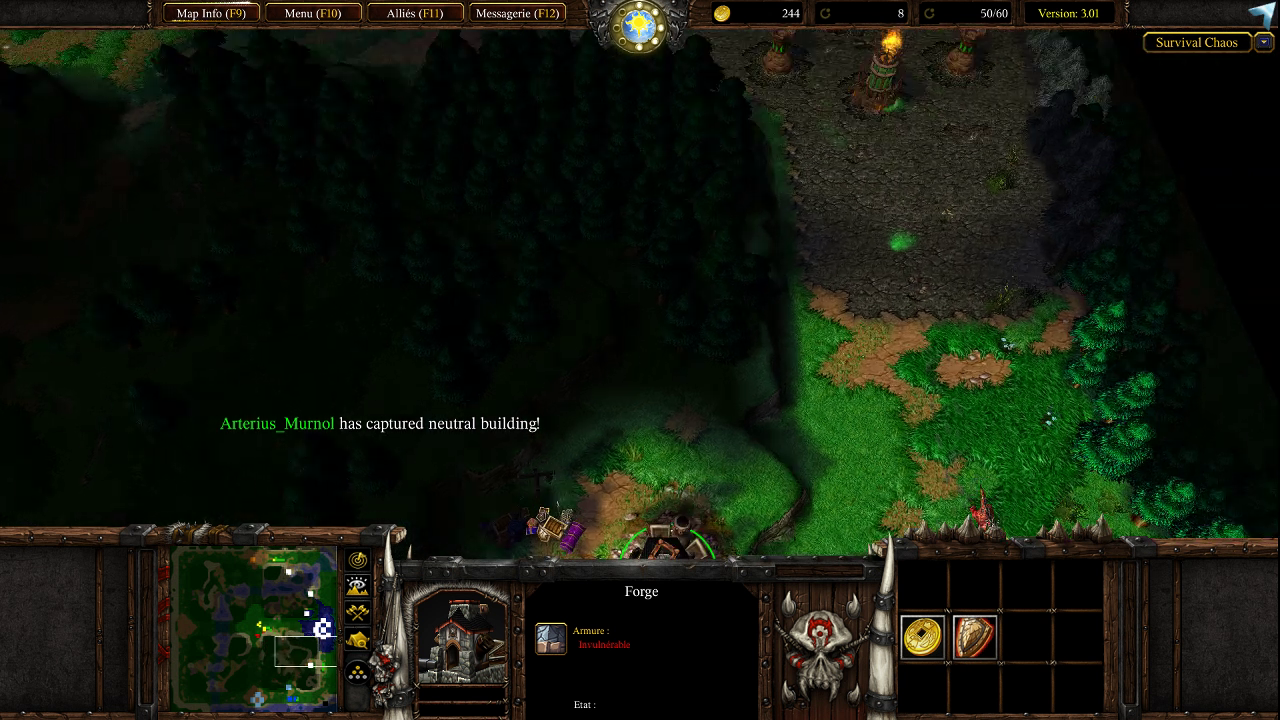 Map Info (F9)
Menu (F10)
Alliés (F11)
Messagerie (F12)
244
8
50/60
Version: 3.01
Survival Chaos
Arterius_Murnol has captured neutral building!
Forge
Armure :
Invulnérable
Etat :